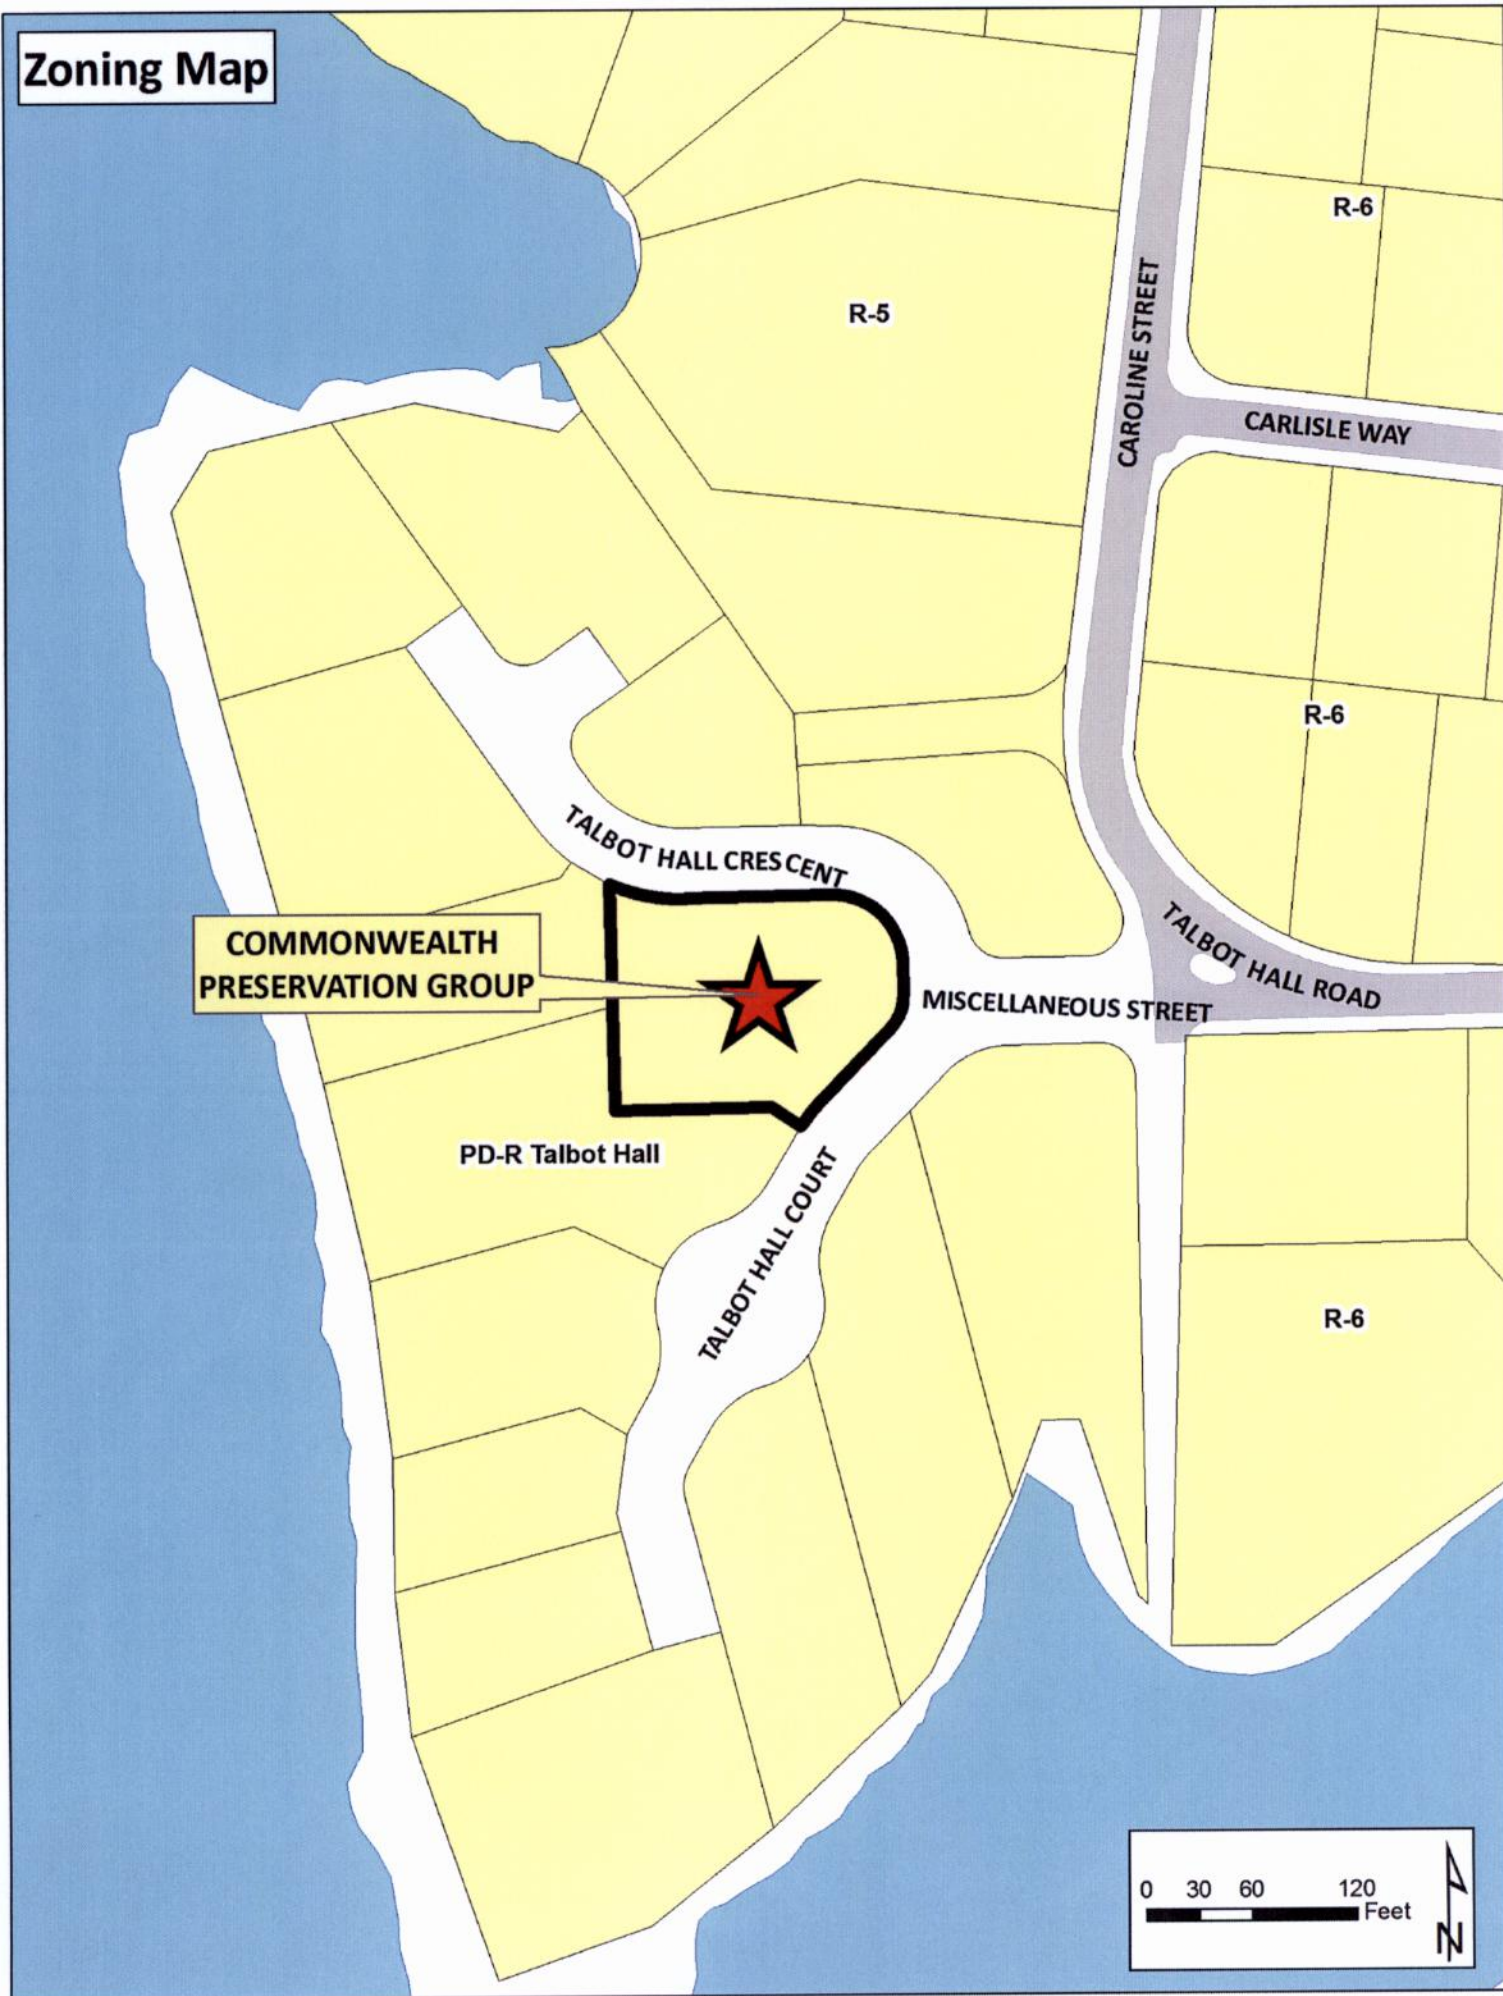 Zoning Map
R-6
R-5
CAROLINE STREET
CARLISLE WAY
R-6
TALBOT HALL CRESCENT
COMMONWEALTH
PRESERVATION GROUP
TALBOT HALL ROAD
MISCELLANEOUS STREET
PD-R Talbot Hall
TALBOT HALL COURT
R-6
0 30 60 120
Feet
N